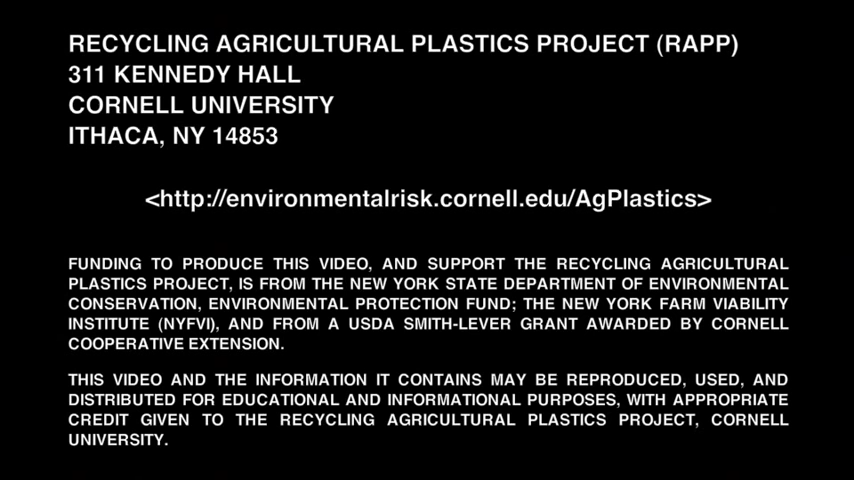 RECYCLING AGRICULTURAL PLASTICS PROJECT (RAPP)
311 KENNEDY HALL
CORNELL UNIVERSITY
ITHACA, NY 14853
<http://environmentalrisk.cornell.edu/AgPlastics>
FUNDING TO PRODUCE THIS VIDEO, AND SUPPORT THE RECYCLING AGRICULTURAL
PLASTICS PROJECT, IS FROM THE NEW YORK STATE DEPARTMENT OF ENVIRONMENTAL
CONSERVATION, ENVIRONMENTAL PROTECTION FUND; THE NEW YORK FARM VIABILITY
INSTITUTE (NYFVI), AND FROM A USDA SMITH-LEVER GRANT AWARDED BY CORNELL
COOPERATIVE EXTENSION.
THIS VIDEO AND THE INFORMATION IT CONTAINS MAY BE REPRODUCED, USED, AND
DISTRIBUTED FOR EDUCATIONAL AND INFORMATIONAL PURPOSES, WITH APPROPRIATE
CREDIT GIVEN TO THE RECYCLING AGRICULTURAL PLASTICS PROJECT, CORNELL
UNIVERSITY.